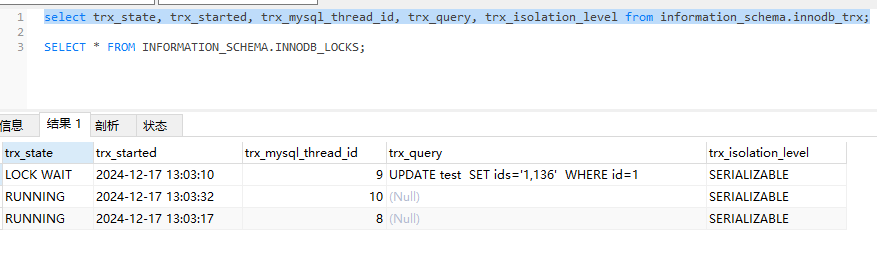 1 select trx_state, trx_started, trx_mysql_thread_id, trx_query, trx_isolation_level from information_schema.innodb_trx;
2
3 SELECT * FROM INFORMATION_SCHEMA.INNODB_LOCKS;
信息 结果 1 剖析 状态
trx_state trx_started trx_mysql_thread_id trx_query trx_isolation_level
LOCK WAIT 2024-12-17 13:03:10 9 UPDATE test  SET ids='1,136'  WHERE id=1 SERIALIZABLE
RUNNING 2024-12-17 13:03:32 10 (Null) SERIALIZABLE
RUNNING 2024-12-17 13:03:17 8 (Null) SERIALIZABLE